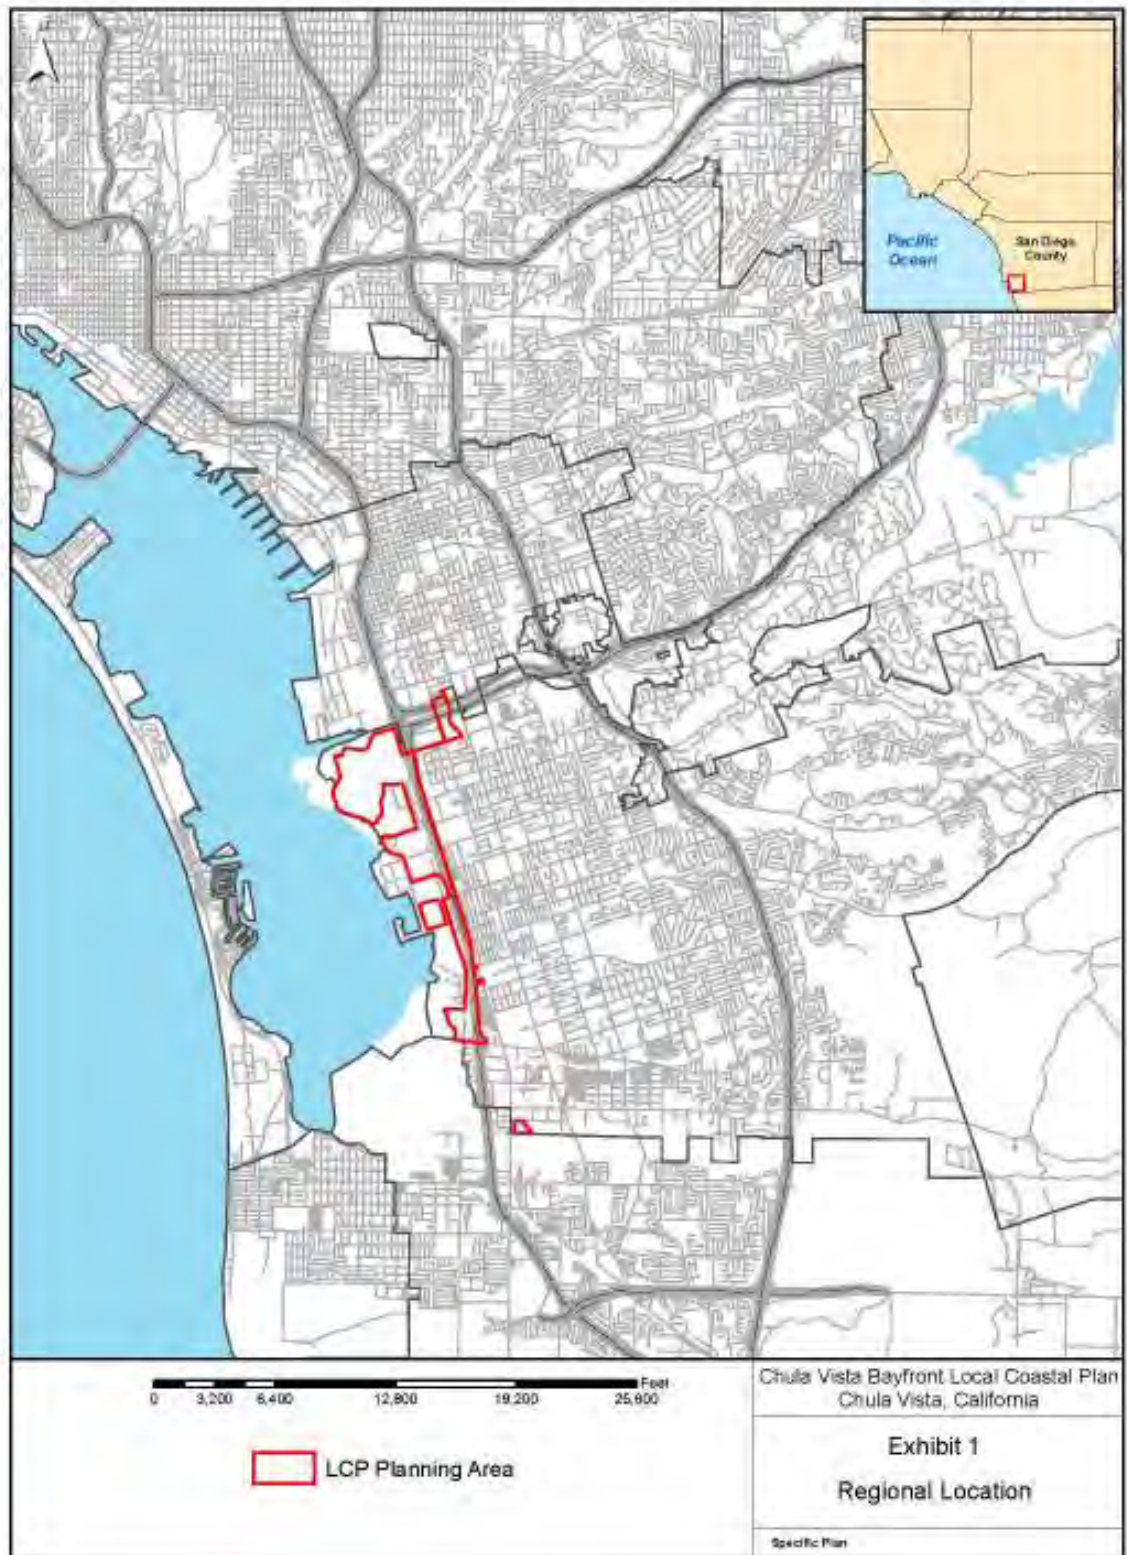 Pacific
Ocean
San Diego
County
Feet
0 3,200 6,400 12,800 19,200 25,600
LCP Planning Area
Chula Vista Bayfront Local Coastal Plan
Chula Vista, California
Exhibit 1
Regional Location
Specific Plan